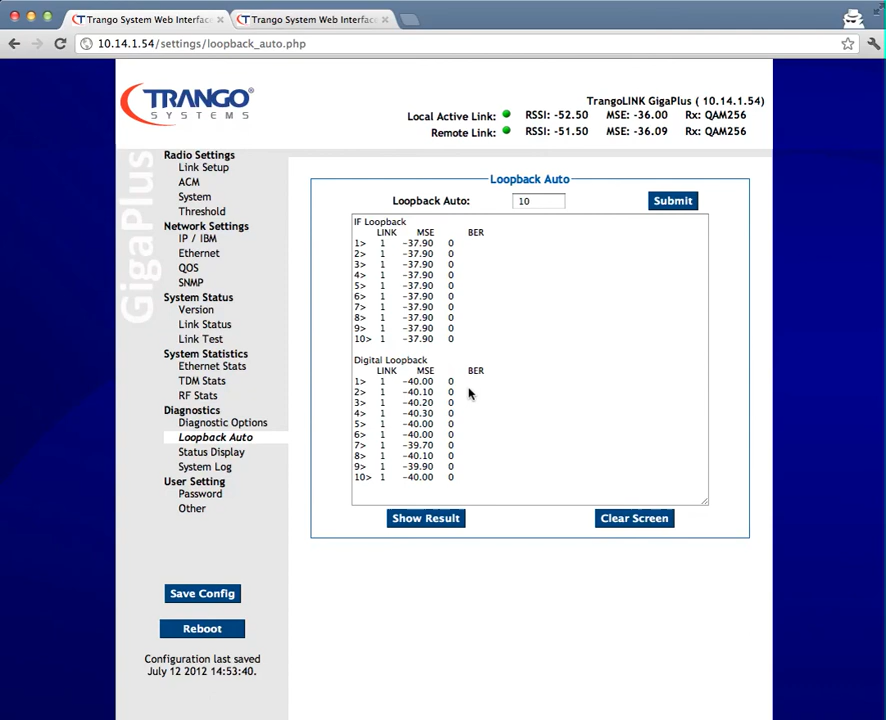 Trango System Web Interface
Trango System Web Interface
10.14.1.54/settings/loopback_auto.php
TRANGO®
SYSTEMS
TrangoLINK GigaPlus ( 10.14.1.54)
Local Active Link: RSSI: -52.50 MSE: -36.00 Rx: QAM256
Remote Link: RSSI: -51.50 MSE: -36.09 Rx: QAM256
GigaPlus
Radio Settings
Link Setup
ACM
System
Threshold
Network Settings
IP / IBM
Ethernet
QOS
SNMP
System Status
Version
Link Status
Link Test
System Statistics
Ethernet Stats
TDM Stats
RF Stats
Diagnostics
Diagnostic Options
Loopback Auto
Status Display
System Log
User Setting
Password
Other
Save Config
Reboot
Configuration last saved
July 12 2012 14:53:40.
Loopback Auto
Loopback Auto: 10 Submit
IF Loopback
LINK MSE BER
1> 1 -37.90 0
2> 1 -37.90 0
3> 1 -37.90 0
4> 1 -37.90 0
5> 1 -37.90 0
6> 1 -37.90 0
7> 1 -37.90 0
8> 1 -37.90 0
9> 1 -37.90 0
10> 1 -37.90 0
Digital Loopback
LINK MSE BER
1> 1 -40.00 0
2> 1 -40.10 0
3> 1 -40.20 0
4> 1 -40.30 0
5> 1 -40.00 0
6> 1 -40.00 0
7> 1 -39.70 0
8> 1 -40.10 0
9> 1 -39.90 0
10> 1 -40.00 0
Show Result Clear Screen